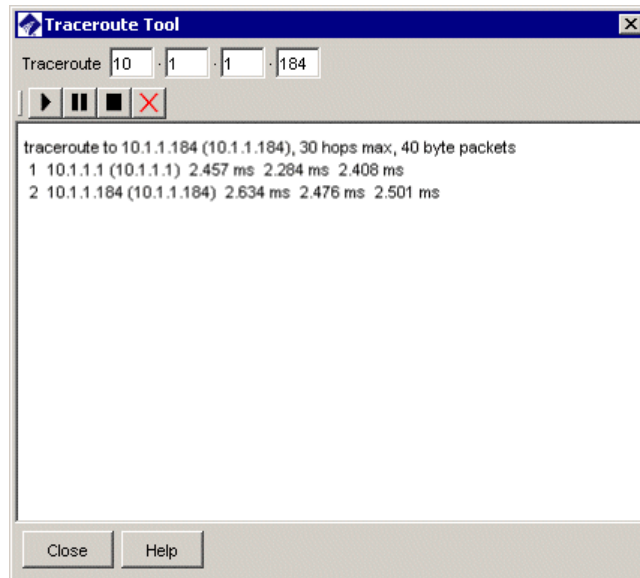 Traceroute Tool
Traceroute 10 . 1 . 1 . 184
traceroute to 10.1.1.184 (10.1.1.184), 30 hops max, 40 byte packets
1 10.1.1.1 (10.1.1.1) 2.457 ms 2.284 ms 2.408 ms
2 10.1.1.184 (10.1.1.184) 2.634 ms 2.476 ms 2.501 ms
Close Help